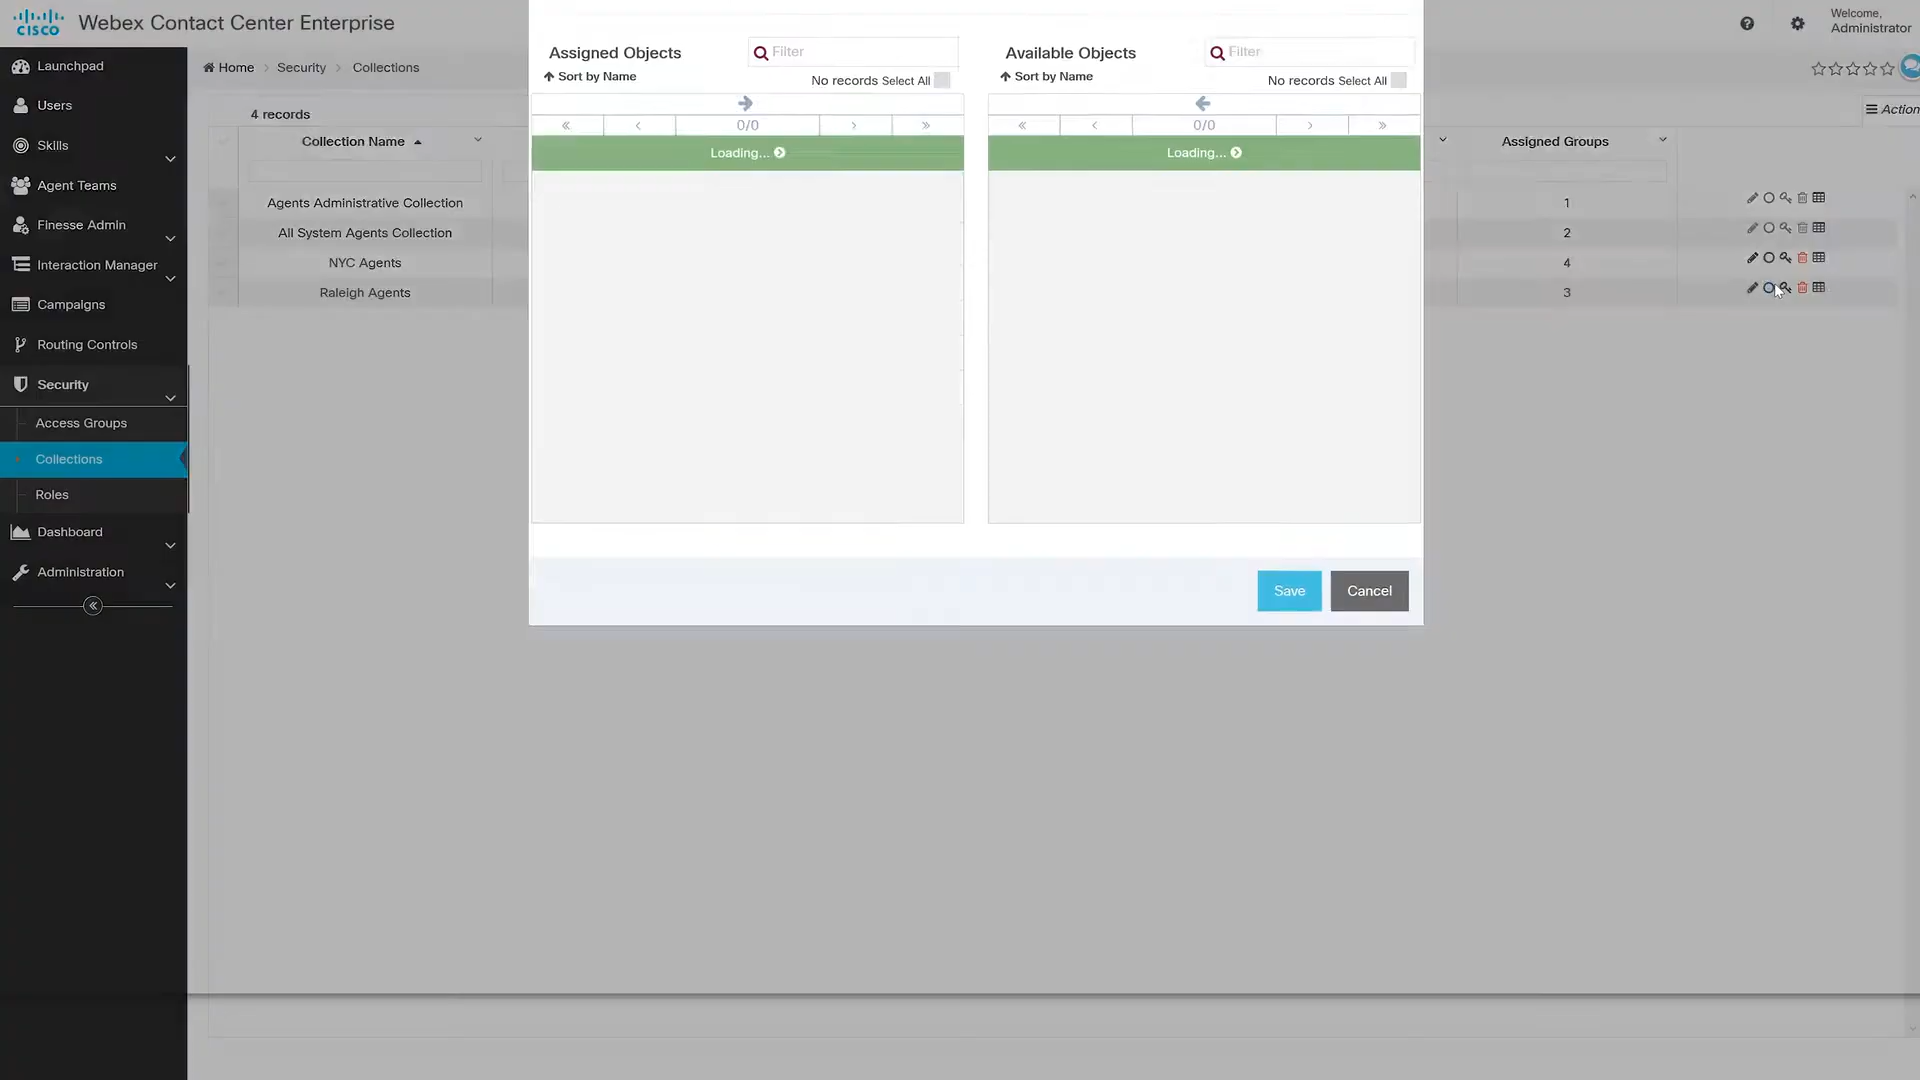 CISCO
Webex Contact Center Enterprise
Welcome,
Administrator
Launchpad
Users
Skills
Agent Teams
Finesse Admin
Interaction Manager
Campaigns
Routing Controls
Security
Access Groups
Collections
Roles
Dashboard
Administration
Home > Security > Collections
4 records
Collection Name
Agents Administrative Collection
All System Agents Collection
NYC Agents
Raleigh Agents
Assigned Objects
Filter
Sort by Name
No records Select All
« < 0/0 > »
Loading...
Available Objects
Filter
Sort by Name
No records Select All
« < 0/0 > »
Loading...
Save
Cancel
Action
Assigned Groups
1
2
4
3